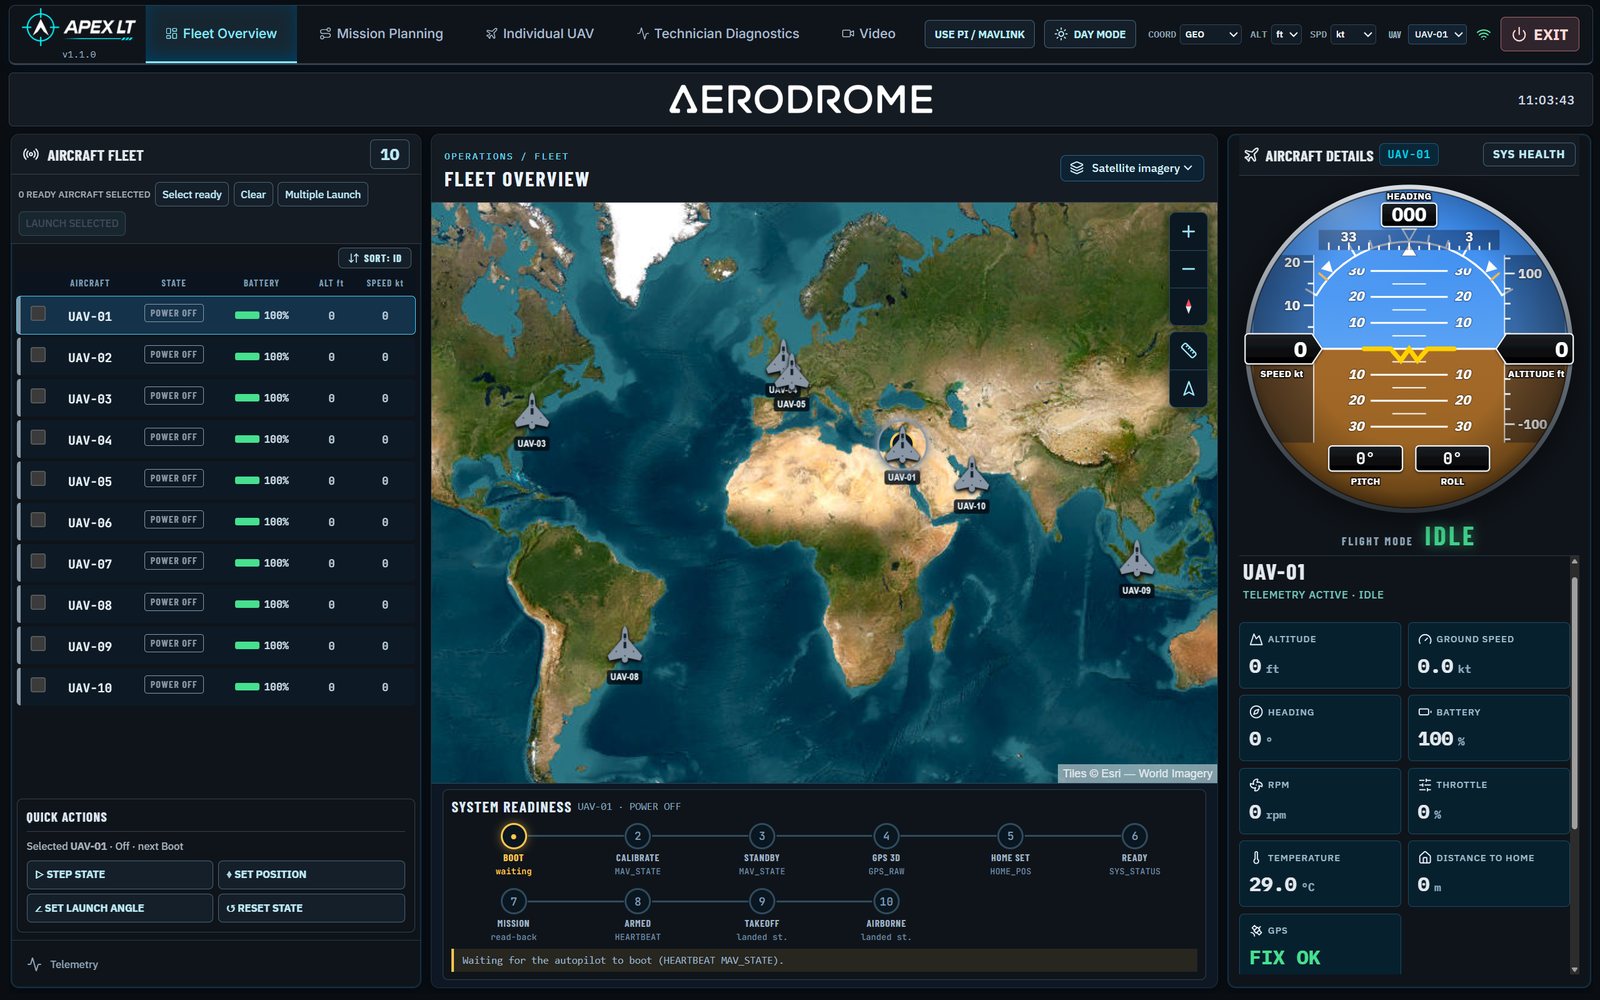 APEX LT
v1.1.0
Fleet Overview
Mission Planning
Individual UAV
Technician Diagnostics
Video
USE PI / MAVLINK
DAY MODE
COORD GEO
ALT ft
SPD kt
UAV UAV-01
EXIT
AERODROME
11:03:43
AIRCRAFT FLEET
10
0 READY AIRCRAFT SELECTED
Select ready
Clear
Multiple Launch
LAUNCH SELECTED
SORT: ID
AIRCRAFT STATE BATTERY ALT ft SPEED kt
UAV-01 POWER OFF 100% 0 0
UAV-02 POWER OFF 100% 0 0
UAV-03 POWER OFF 100% 0 0
UAV-04 POWER OFF 100% 0 0
UAV-05 POWER OFF 100% 0 0
UAV-06 POWER OFF 100% 0 0
UAV-07 POWER OFF 100% 0 0
UAV-08 POWER OFF 100% 0 0
UAV-09 POWER OFF 100% 0 0
UAV-10 POWER OFF 100% 0 0
QUICK ACTIONS
Selected UAV-01 · Off · next Boot
STEP STATE
SET POSITION
SET LAUNCH ANGLE
RESET STATE
Telemetry
OPERATIONS / FLEET
FLEET OVERVIEW
Satellite imagery
UAV-05
UAV-03
UAV-01
UAV-10
UAV-09
UAV-08
Tiles © Esri — World Imagery
SYSTEM READINESS UAV-01 · POWER OFF
2 3 4 5 6
BOOT CALIBRATE STANDBY GPS 3D HOME SET READY
waiting MAV_STATE MAV_STATE GPS_RAW HOME_POS SYS_STATUS
7 8 9 10
MISSION ARMED TAKEOFF AIRBORNE
read-back HEARTBEAT landed st. landed st.
Waiting for the autopilot to boot (HEARTBEAT MAV_STATE).
AIRCRAFT DETAILS UAV-01
SYS HEALTH
HEADING
000
33 3
20 30 30 100
20 20
10 10 10
0 0
SPEED kt ALTITUDE ft
10 10
20 20
30 30 -100
0° 0°
PITCH ROLL
FLIGHT MODE IDLE
UAV-01
TELEMETRY ACTIVE · IDLE
ALTITUDE
0 ft
GROUND SPEED
0.0 kt
HEADING
0 °
BATTERY
100 %
RPM
0 rpm
THROTTLE
0 %
TEMPERATURE
29.0 °C
DISTANCE TO HOME
0 m
GPS
FIX OK